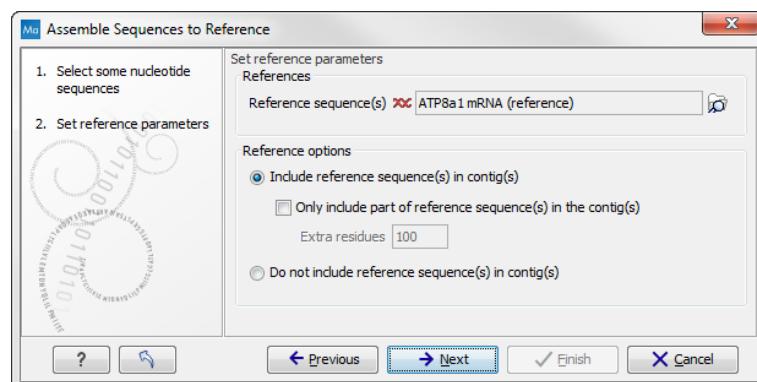 Ma Assemble Sequences to Reference
X
1. Select some nucleotide
sequences
2. Set reference parameters
Set reference parameters
References
Reference sequence(s) ATP8a1 mRNA (reference)
Reference options
Include reference sequence(s) in contig(s)
Only include part of reference sequence(s) in the contig(s)
Extra residues 100
Do not include reference sequence(s) in contig(s)
? Previous Next Finish Cancel